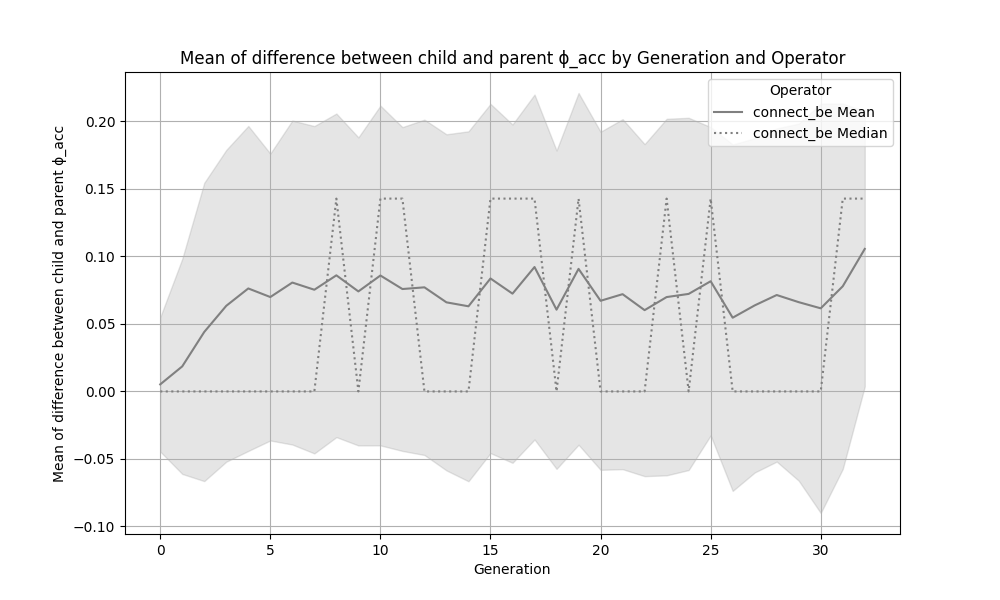 Mean of difference between child and parent ϕ_acc by Generation and Operator
Mean of difference between child and parent ϕ_acc
0.20
0.15
0.10
0.05
0.00
−0.05
−0.10
Operator
connect_be Mean
connect_be Median
0 5 10 15 20 25 30
Generation